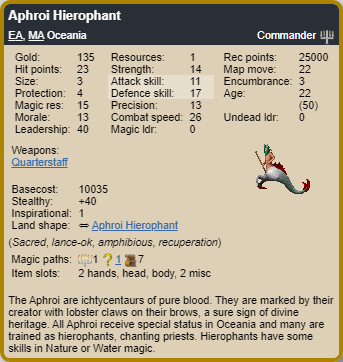 Aphroi Hierophant
EA, MA Oceania Commander
Gold: 135 Resources: 1 Rec points: 25000
Hit points: 23 Strength: 14 Map move: 22
Size: 3 Attack skill: 11 Encumbrance: 3
Protection: 4 Defence skill: 17 Age: 22
Magic res: 15 Precision: 13 (50)
Morale: 13 Combat speed: 26 Undead ldr: 0
Leadership: 40 Magic ldr: 0
Weapons:
Quarterstaff
Basecost: 10035
Stealthy: +40
Inspirational: 1
Land shape: ⇔ Aphroi Hierophant
(Sacred, lance-ok, amphibious, recuperation)
Magic paths: 1 ? 1 7
Item slots: 2 hands, head, body, 2 misc
The Aphroi are ichtycentaurs of pure blood. They are marked by their
creator with lobster claws on their brows, a sure sign of divine
heritage. All Aphroi receive special status in Oceania and many are
trained as hierophants, chanting priests. Hierophants have some
skills in Nature or Water magic.